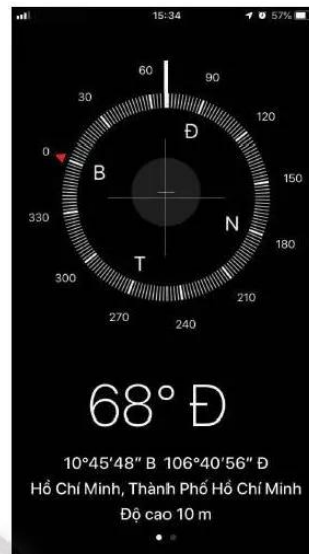 15:34 57%
60
90
30
Đ
120
0
B
150
330
N
180
300
T
210
270
240
68° Đ
10°45'48" B 106°40'56" Đ
Hồ Chí Minh, Thành Phố Hồ Chí Minh
Độ cao 10 m